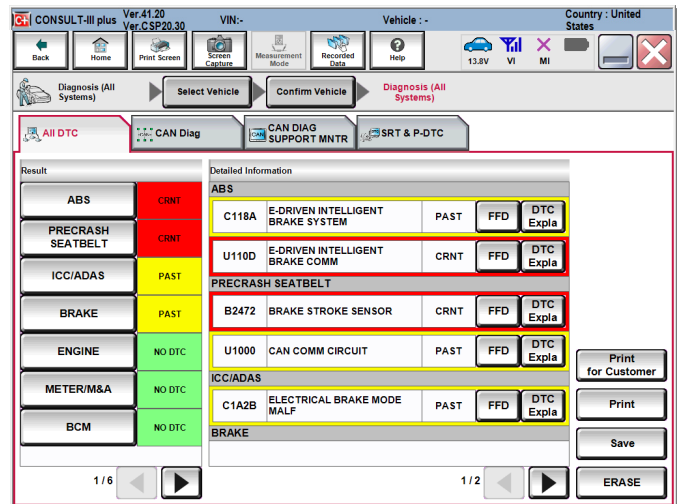 CONSULT-III plus
Ver.41.20
Ver.CSP20.30
VIN:-
Vehicle : -
Country : United
States
Back
Home
Print Screen
Screen
Capture
Measurement
Mode
Recorded
Data
Help
13.8V
VI
MI
Diagnosis (All
Systems)
Select Vehicle
Confirm Vehicle
Diagnosis (All
Systems)
All DTC
CAN Diag
CAN DIAG
SUPPORT MNTR
SRT & P-DTC
Result
ABS CRNT
PRECRASH
SEATBELT CRNT
ICC/ADAS PAST
BRAKE PAST
ENGINE NO DTC
METER/M&A NO DTC
BCM NO DTC
1/6
Detailed Information
ABS
C118A E-DRIVEN INTELLIGENT
BRAKE SYSTEM PAST FFD DTC
Expla
U110D E-DRIVEN INTELLIGENT
BRAKE COMM CRNT FFD DTC
Expla
PRECRASH SEATBELT
B2472 BRAKE STROKE SENSOR CRNT FFD DTC
Expla
U1000 CAN COMM CIRCUIT PAST FFD DTC
Expla
ICC/ADAS
C1A2B ELECTRICAL BRAKE MODE
MALF PAST FFD DTC
Expla
BRAKE
1/2
Print
for Customer
Print
Save
ERASE